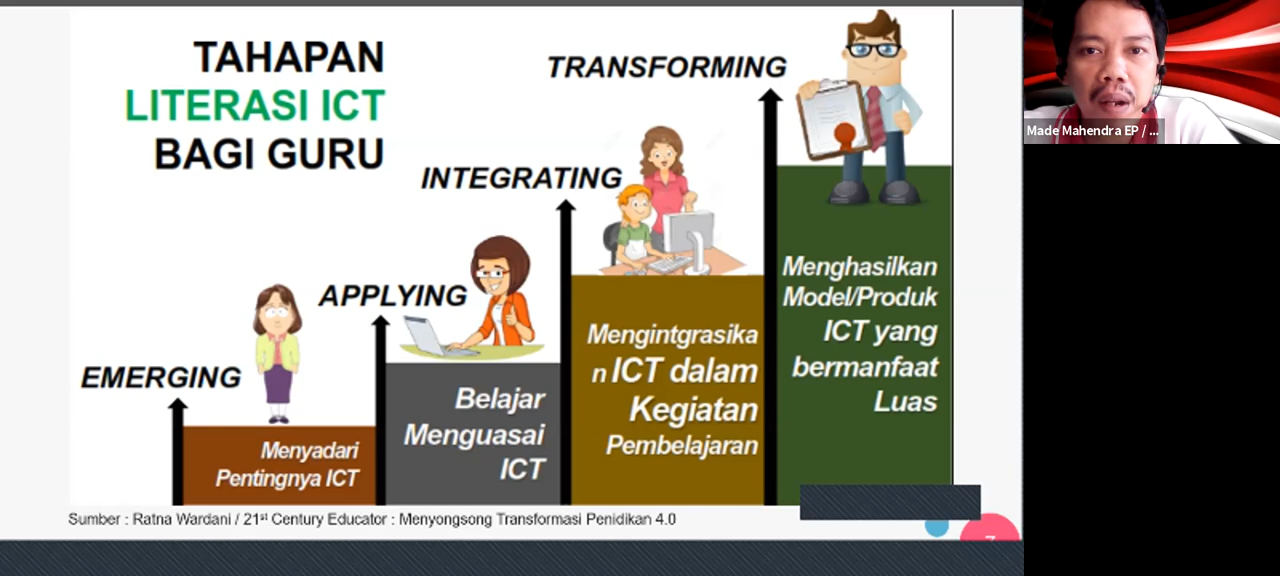 TAHAPAN
LITERASI ICT
BAGI GURU
EMERGING
Menyadari
Pentingnya ICT
APPLYING
Belajar
Menguasai
ICT
INTEGRATING
Mengintgrasika
n ICT dalam
Kegiatan
Pembelajaran
TRANSFORMING
Menghasilkan
Model/Produk
ICT yang
bermanfaat
Luas
Sumber : Ratna Wardani / 21st Century Educator : Menyongsong Transformasi Penidikan 4.0
Made Mahendra EP / ...